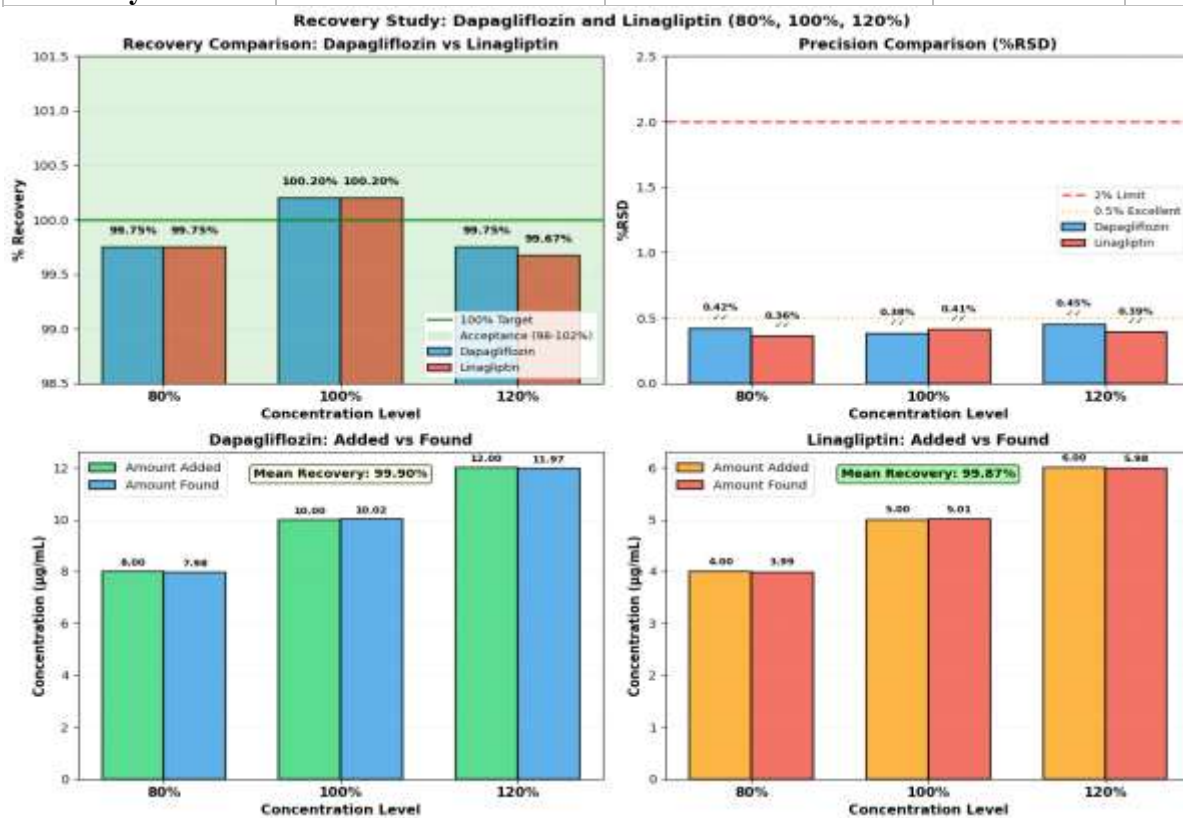 Recovery Study: Dapagliflozin and Linagliptin (80%, 100%, 120%)
Recovery Comparison: Dapagliflozin vs Linagliptin
101.5
101.0
100.5
100.0
99.5
99.0
98.5
% Recovery
99.75% 99.75%
100.20% 100.20%
99.75%
99.67%
100% Target
Acceptance (98-102%)
Dapagliflozin
Linagliptin
80% 100% 120%
Concentration Level
Precision Comparison (%RSD)
2.5
2.0
1.5
1.0
0.5
0.0
%RSD
2% Limit
0.5% Excellent
Dapagliflozin
Linagliptin
0.42%
0.36%
0.38%
0.41%
0.45%
0.39%
80% 100% 120%
Concentration Level
Dapagliflozin: Added vs Found
Amount Added
Amount Found
Mean Recovery: 99.90%
12
10
8
6
4
2
0
Concentration (µg/mL)
8.00 7.98
10.00 10.02
12.00 11.97
80% 100% 120%
Concentration Level
Linagliptin: Added vs Found
Amount Added
Amount Found
Mean Recovery: 99.87%
6
5
4
3
2
1
0
Concentration (µg/mL)
4.00 3.99
5.00 5.01
6.00 5.98
80% 100% 120%
Concentration Level